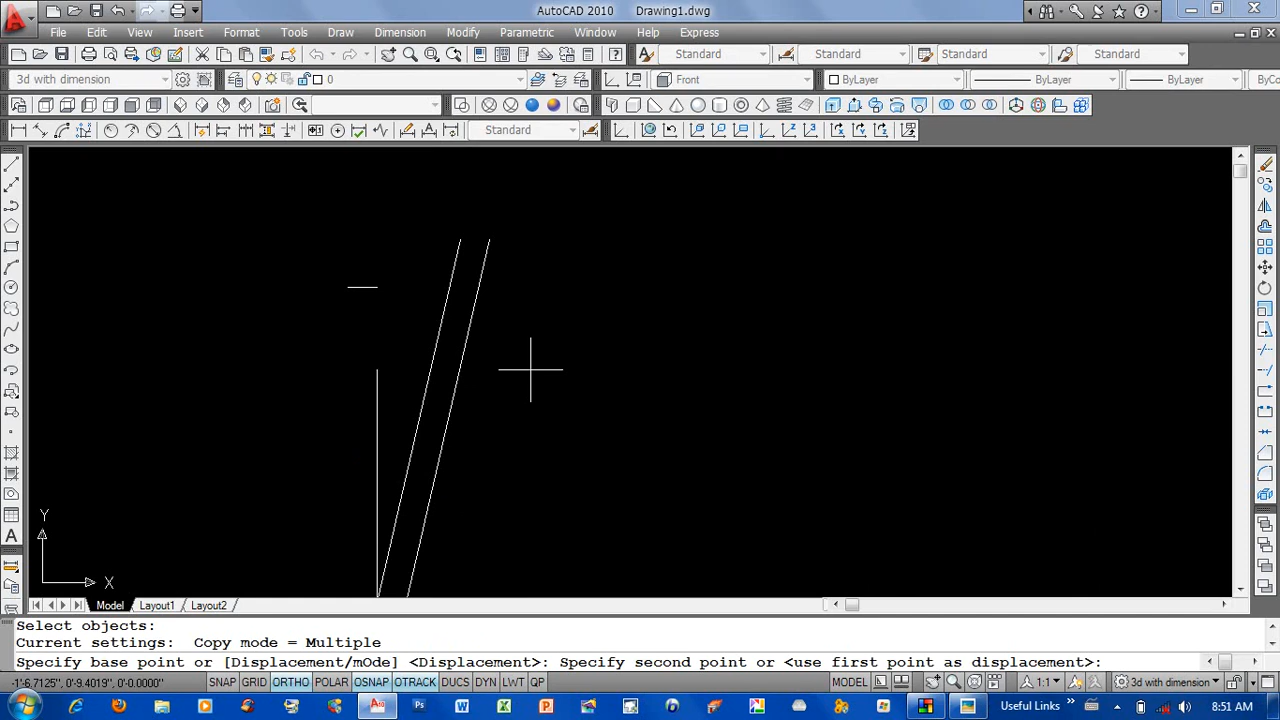 AutoCAD 2010 Drawing1.dwg
File Edit View Insert Format Tools Draw Dimension Modify Parametric Window Express Help
Standard Standard Standard Standard
3d with dimension 0 Front ByLayer ByLayer ByLayer ByCo
Standard
Y
X
Model Layout1 Layout2
Select objects:
Current settings:  Copy mode = Multiple
Specify base point or [Displacement/mOde] <Displacement>: Specify second point or <use first point as displacement>:
-1'-6.7125", 0'-9.4019", 0'-0.0000" SNAP GRID ORTHO POLAR OSNAP OTRACK DUCS DYN LWT QP MODEL 1:1 3d with dimension
Useful Links » 8:51 AM